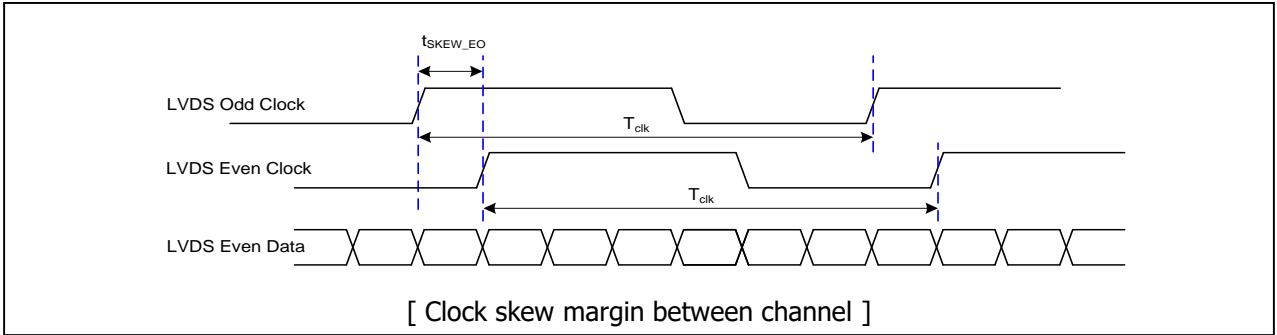 tSKEW_EO
LVDS Odd Clock
Tclk
LVDS Even Clock
Tclk
LVDS Even Data
[ Clock skew margin between channel ]